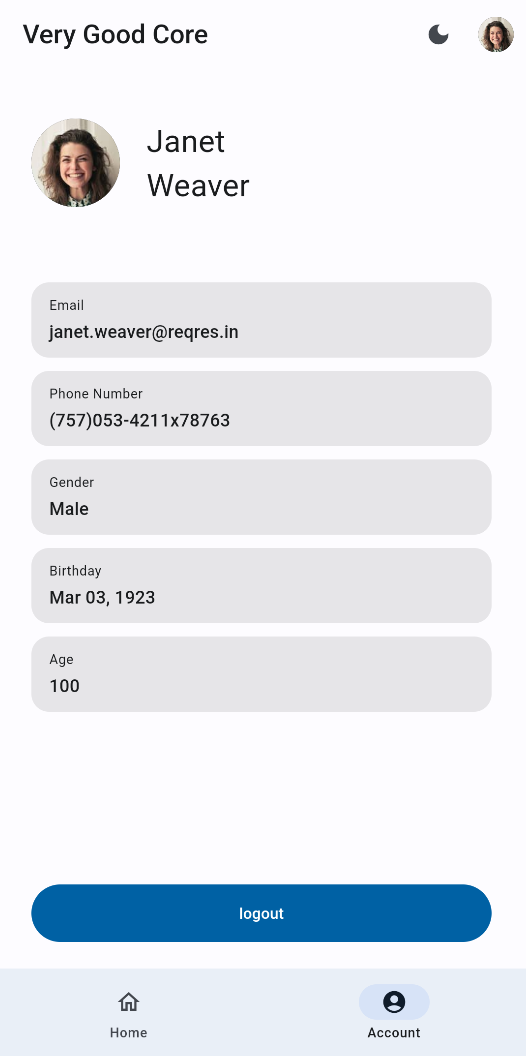 Very Good Core
Janet
Weaver
Email
janet.weaver@reqres.in
Phone Number
(757)053-4211x78763
Gender
Male
Birthday
Mar 03, 1923
Age
100
logout
Home
Account